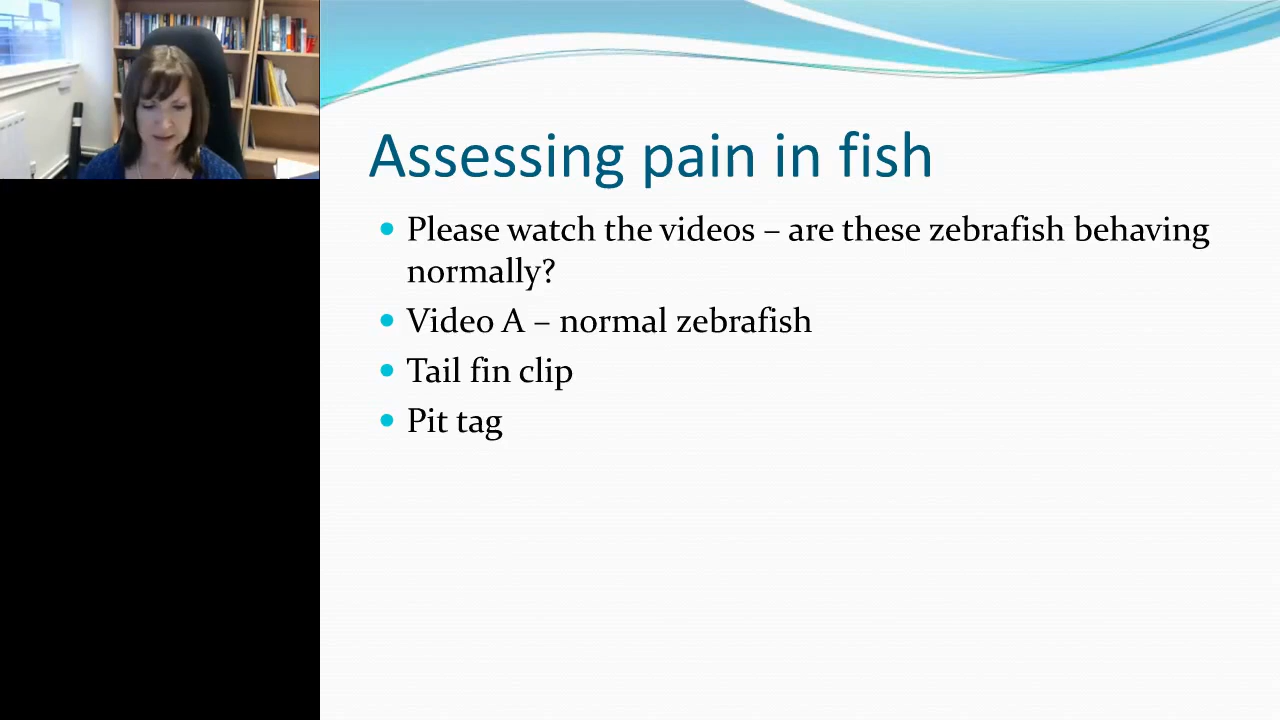 Assessing pain in fish
• Please watch the videos – are these zebrafish behaving
normally?
• Video A – normal zebrafish
• Tail fin clip
• Pit tag